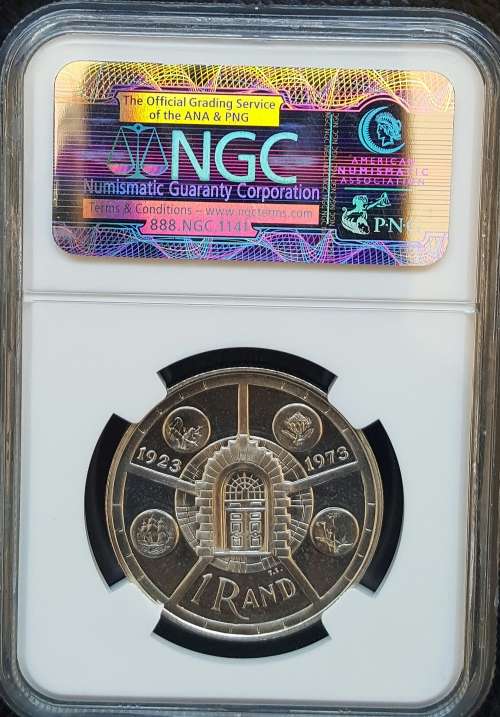 The Official Grading Service
of the ANA & PNG
NGC
Numismatic Guaranty Corporation
Terms & Conditions – www.ngcterms.com
888.NGC.1141
AMERICAN
NUMISMATIC
ASSOCIATION
P·N·G
1923
1973
1 RAND